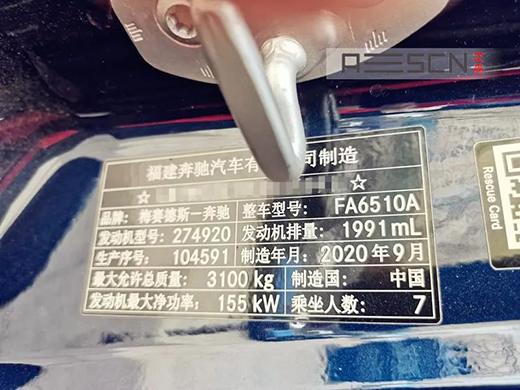 AESCN
福建奔驰汽车有 司制造
☆ ☆
品牌: 梅赛德斯—奔驰 整车型号: FA6510A
发动机型号: 274920 发动机排量: 1991mL
生产序号: 104591 制造年月: 2020年9月
最大允许总质量: 3100 kg 制造国: 中国
发动机最大净功率: 155 kW 乘坐人数: 7
Rescue Card